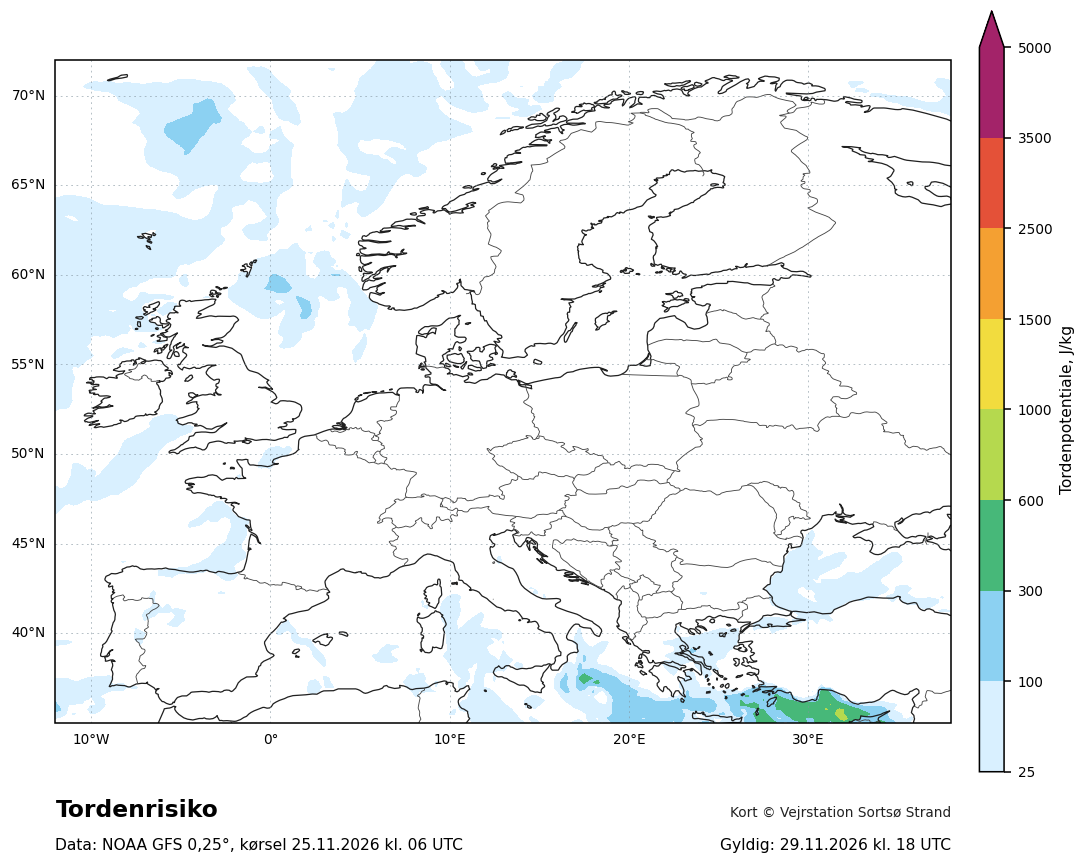 70°N
65°N
60°N
55°N
50°N
45°N
40°N
10°W
0°
10°E
20°E
30°E
5000
3500
2500
1500
1000
600
300
100
25
Tordenpotentiale, J/kg
Tordenrisiko
Kort © Vejrstation Sortsø Strand
Data: NOAA GFS 0,25°, kørsel 25.11.2026 kl. 06 UTC
Gyldig: 29.11.2026 kl. 18 UTC